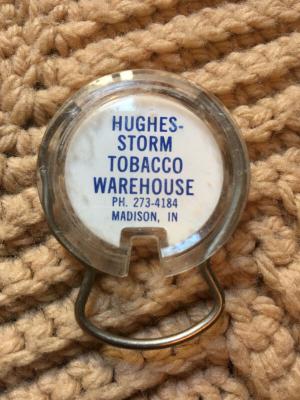 HUGHES-
STORM
TOBACCO
WAREHOUSE
PH. 273-4184
MADISON, IN